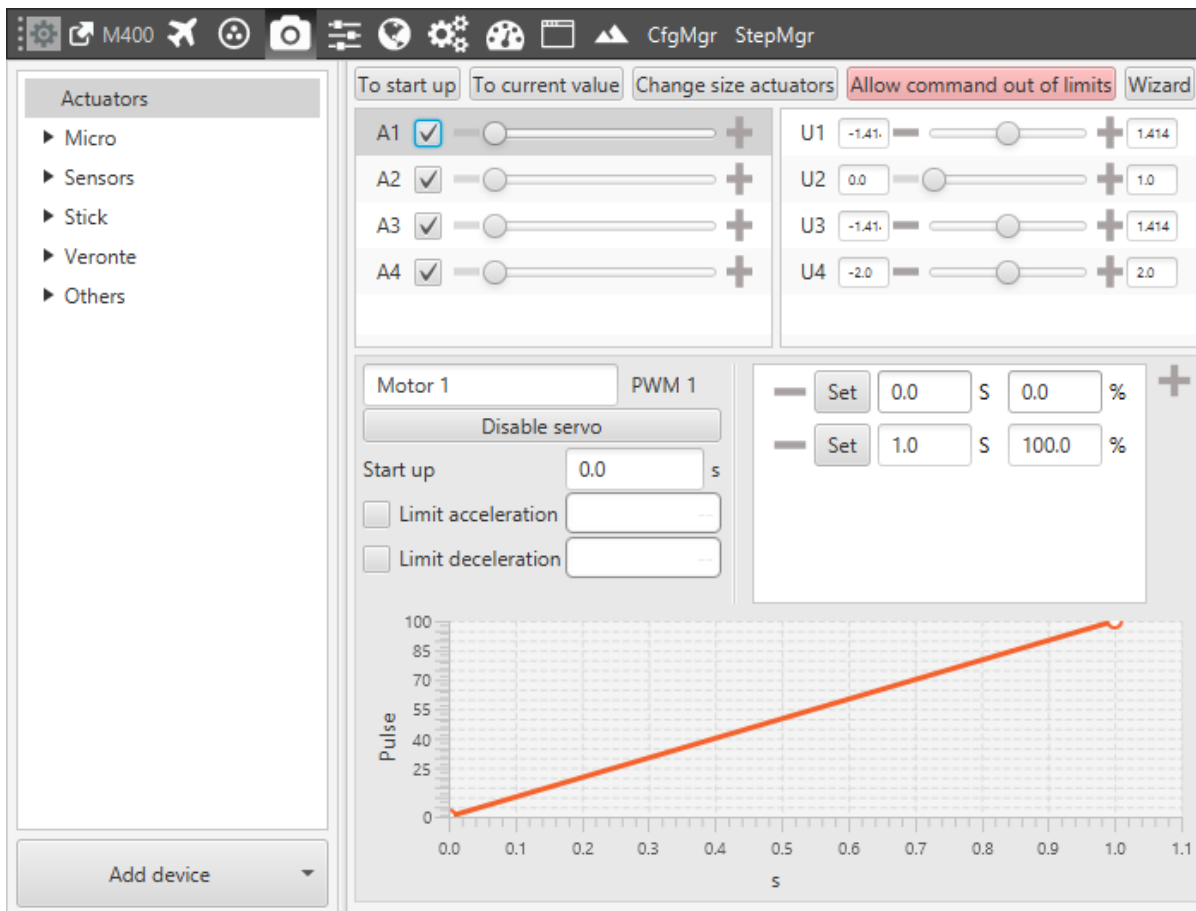 M400 CfgMgr StepMgr
Actuators
Micro
Sensors
Stick
Veronte
Others
Add device
To start up To current value Change size actuators Allow command out of limits Wizard
A1
A2
A3
A4
U1 -1.41 1.414
U2 0.0 1.0
U3 -1.41 1.414
U4 -2.0 2.0
Motor 1 PWM 1
Disable servo
Start up 0.0 s
Limit acceleration --
Limit deceleration --
Set 0.0 S 0.0 %
Set 1.0 S 100.0 %
Pulse
100
85
70
55
40
25
0
0.0 0.1 0.2 0.3 0.4 0.5 0.6 0.7 0.8 0.9 1.0 1.1
s